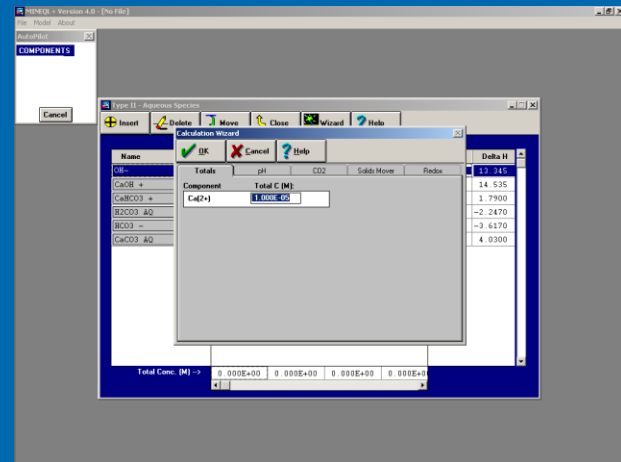 MINEQL+ Version 4.0 - [No File]
File Model About
AutoPilot
COMPONENTS
Cancel
Type II - Aqueous Species
Insert Delete Move Close Wizard Help
Calculation Wizard
OK Cancel Help
Totals pH CO2 Solids Mover Redox
Component Total C (M):
Ca(2+) 1.000E-05
Name Delta H
OH- 13.345
CaOH + 14.535
CaHCO3 + 1.7900
H2CO3 AQ -2.2470
HCO3 - -3.6170
CaCO3 AQ 4.0300
Total Conc. (M) --> 0.000E+00 0.000E+00 0.000E+00 0.000E+0